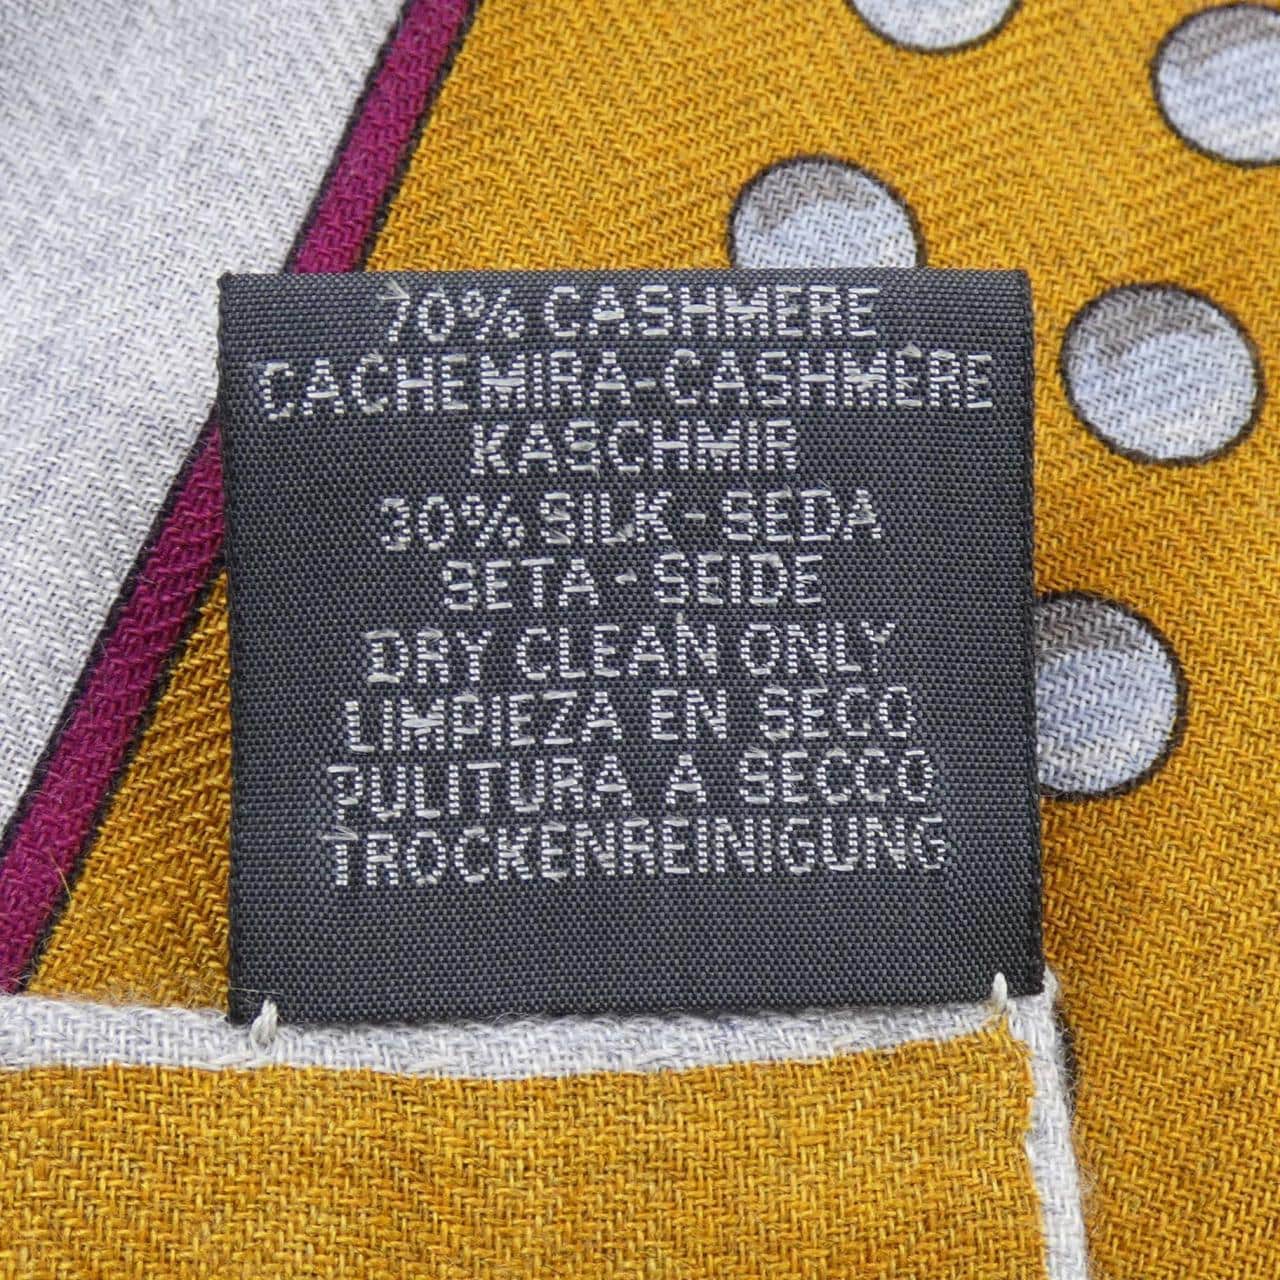 70% CASHMERE
CACHEMIRA-CASHMERE
KASCHMIR
30% SILK - SEDA
SETA - SEIDE
DRY CLEAN ONLY
LIMPIEZA EN SECO
PULITURA A SECCO
TROCKENREINIGUNG